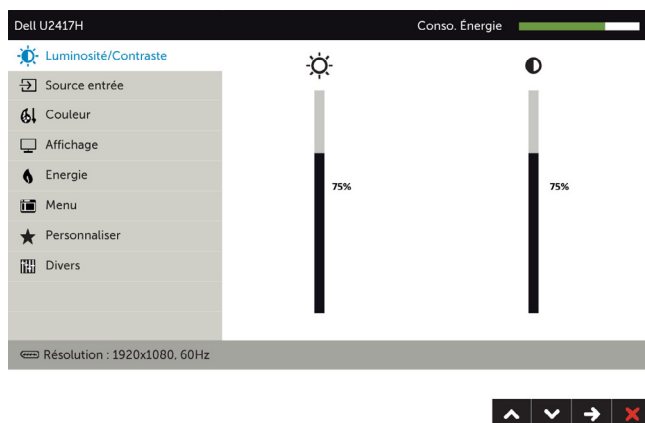 Dell U2417H
Conso. Énergie
Luminosité/Contraste
Source entrée
Couleur
Affichage
Energie
Menu
Personnaliser
Divers
75%
75%
Résolution : 1920x1080, 60Hz